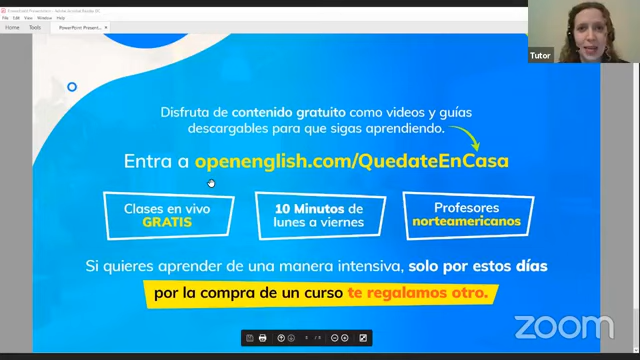 File Edit View Window Help
Home Tools PowerPoint Present... ×
Tutor
Disfruta de contenido gratuito como videos y guías
descargables para que sigas aprendiendo.
Entra a openenglish.com/QuedateEnCasa
Clases en vivo
GRATIS
10 Minutos de
lunes a viernes
Profesores
norteamericanos
Si quieres aprender de una manera intensiva, solo por estos días
por la compra de un curso te regalamos otro.
zoom